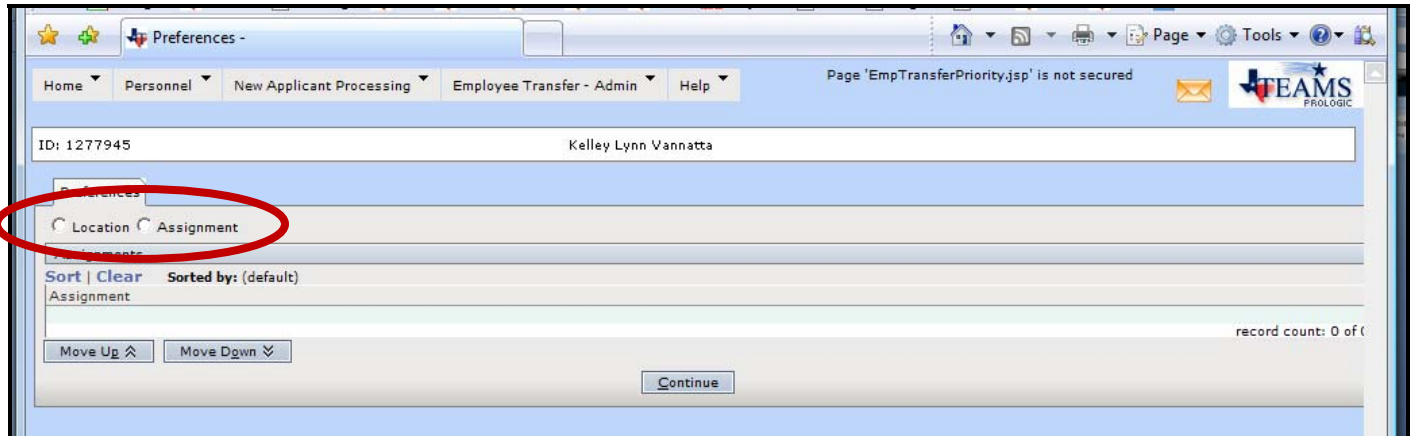 Preferences -
Page Tools
Home Personnel New Applicant Processing Employee Transfer - Admin Help Page 'EmpTransferPriority.jsp' is not secured
TEAMS
PROLOGIC
ID: 1277945 Kelley Lynn Vannatta
Preferences
Location Assignment
Assignments
Sort | Clear Sorted by: (default)
Assignment
record count: 0 of
Move Up Move Down
Continue